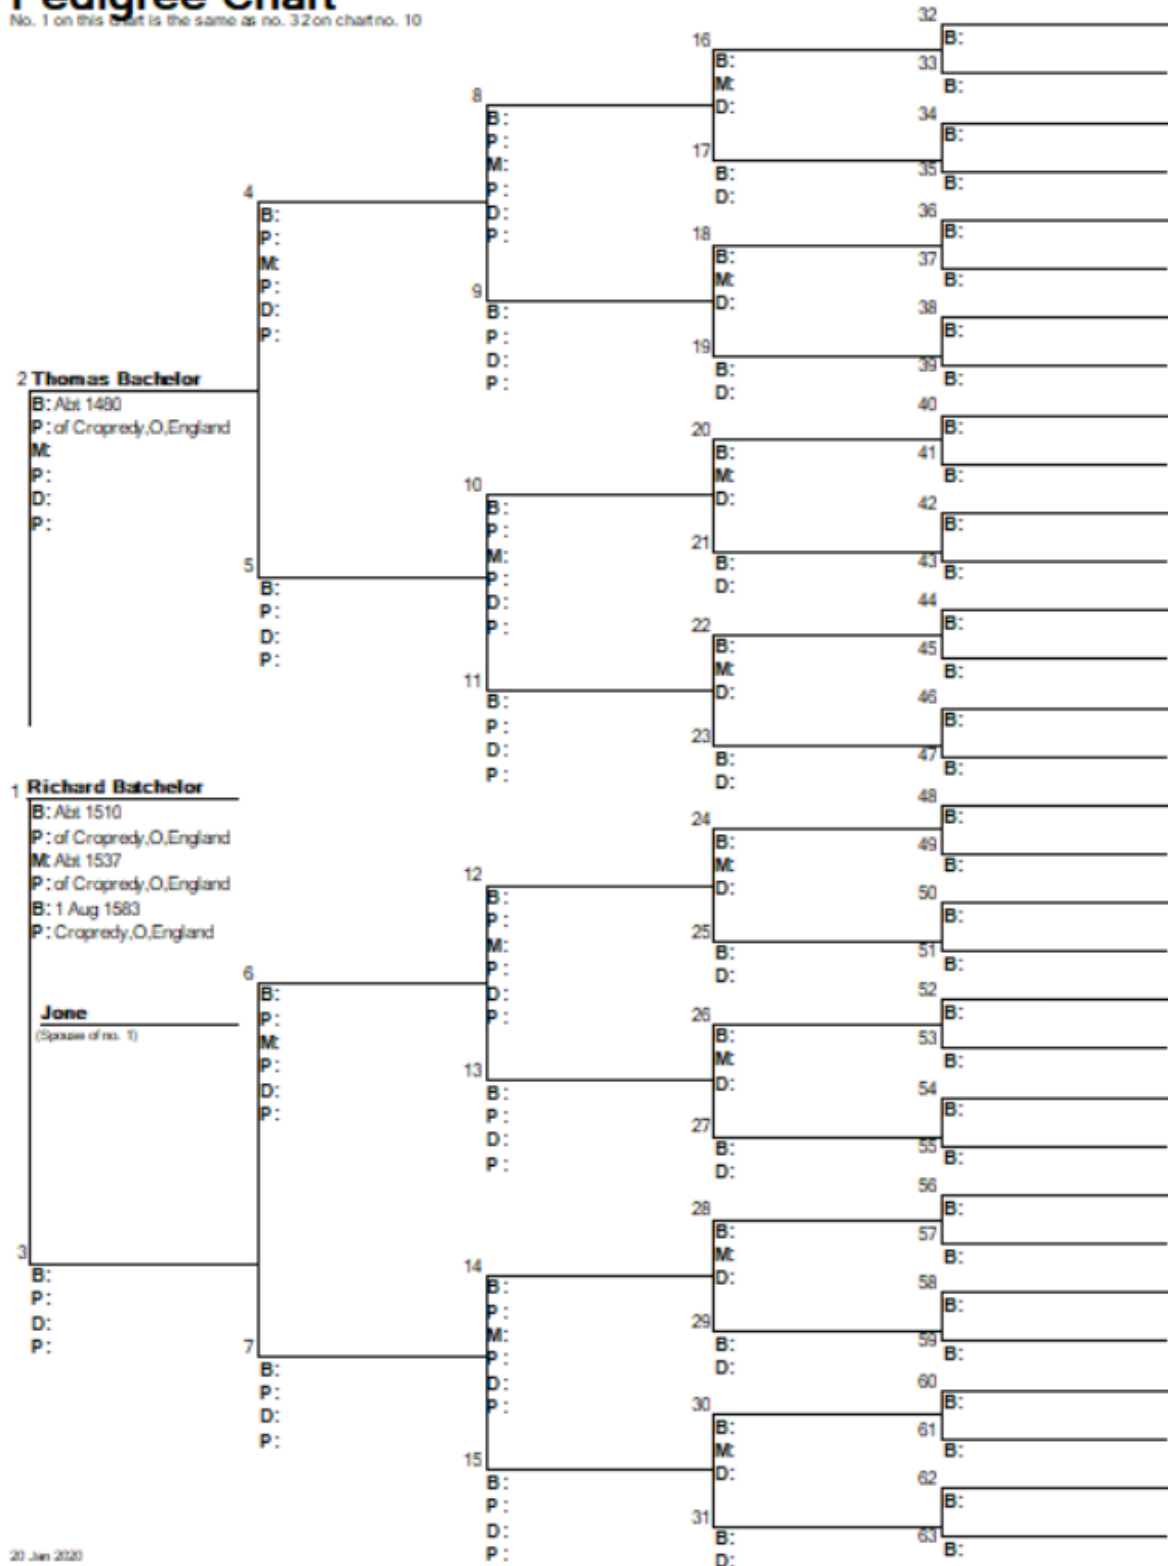 Pedigree Chart
No. 1 on this chart is the same as no. 32 on chart no. 10
2 Thomas Bachelor
B: Abt 1480
P: of Cropredy,O,England
M:
P:
D:
P:
1 Richard Batchelor
B: Abt 1510
P: of Cropredy,O,England
M: Abt 1537
P: of Cropredy,O,England
B: 1 Aug 1583
P: Cropredy,O,England
Jone
(Spouse of no. 1)
3
B:
P:
D:
P:
20 Jan 2020
4
B:
P:
M:
P:
D:
P:
5
B:
P:
D:
P:
6
B:
P:
M:
P:
D:
P:
7
B:
P:
D:
P:
8
B:
P:
M:
P:
D:
P:
9
B:
P:
D:
P:
10
B:
P:
M:
P:
D:
P:
11
B:
P:
D:
P:
12
B:
P:
M:
P:
D:
P:
13
B:
P:
D:
P:
14
B:
P:
M:
P:
D:
P:
15
B:
P:
D:
P:
16
B:
M:
D:
17
B:
D:
18
B:
M:
D:
19
B:
D:
20
B:
M:
D:
21
B:
D:
22
B:
M:
D:
23
B:
D:
24
B:
M:
D:
25
B:
D:
26
B:
M:
D:
27
B:
D:
28
B:
M:
D:
29
B:
D:
30
B:
M:
D:
31
B:
D:
32
B:
33
B:
34
B:
35
B:
36
B:
37
B:
38
B:
39
B:
40
B:
41
B:
42
B:
43
B:
44
B:
45
B:
46
B:
47
B:
48
B:
49
B:
50
B:
51
B:
52
B:
53
B:
54
B:
55
B:
56
B:
57
B:
58
B:
59
B:
60
B:
61
B:
62
B:
63
B: